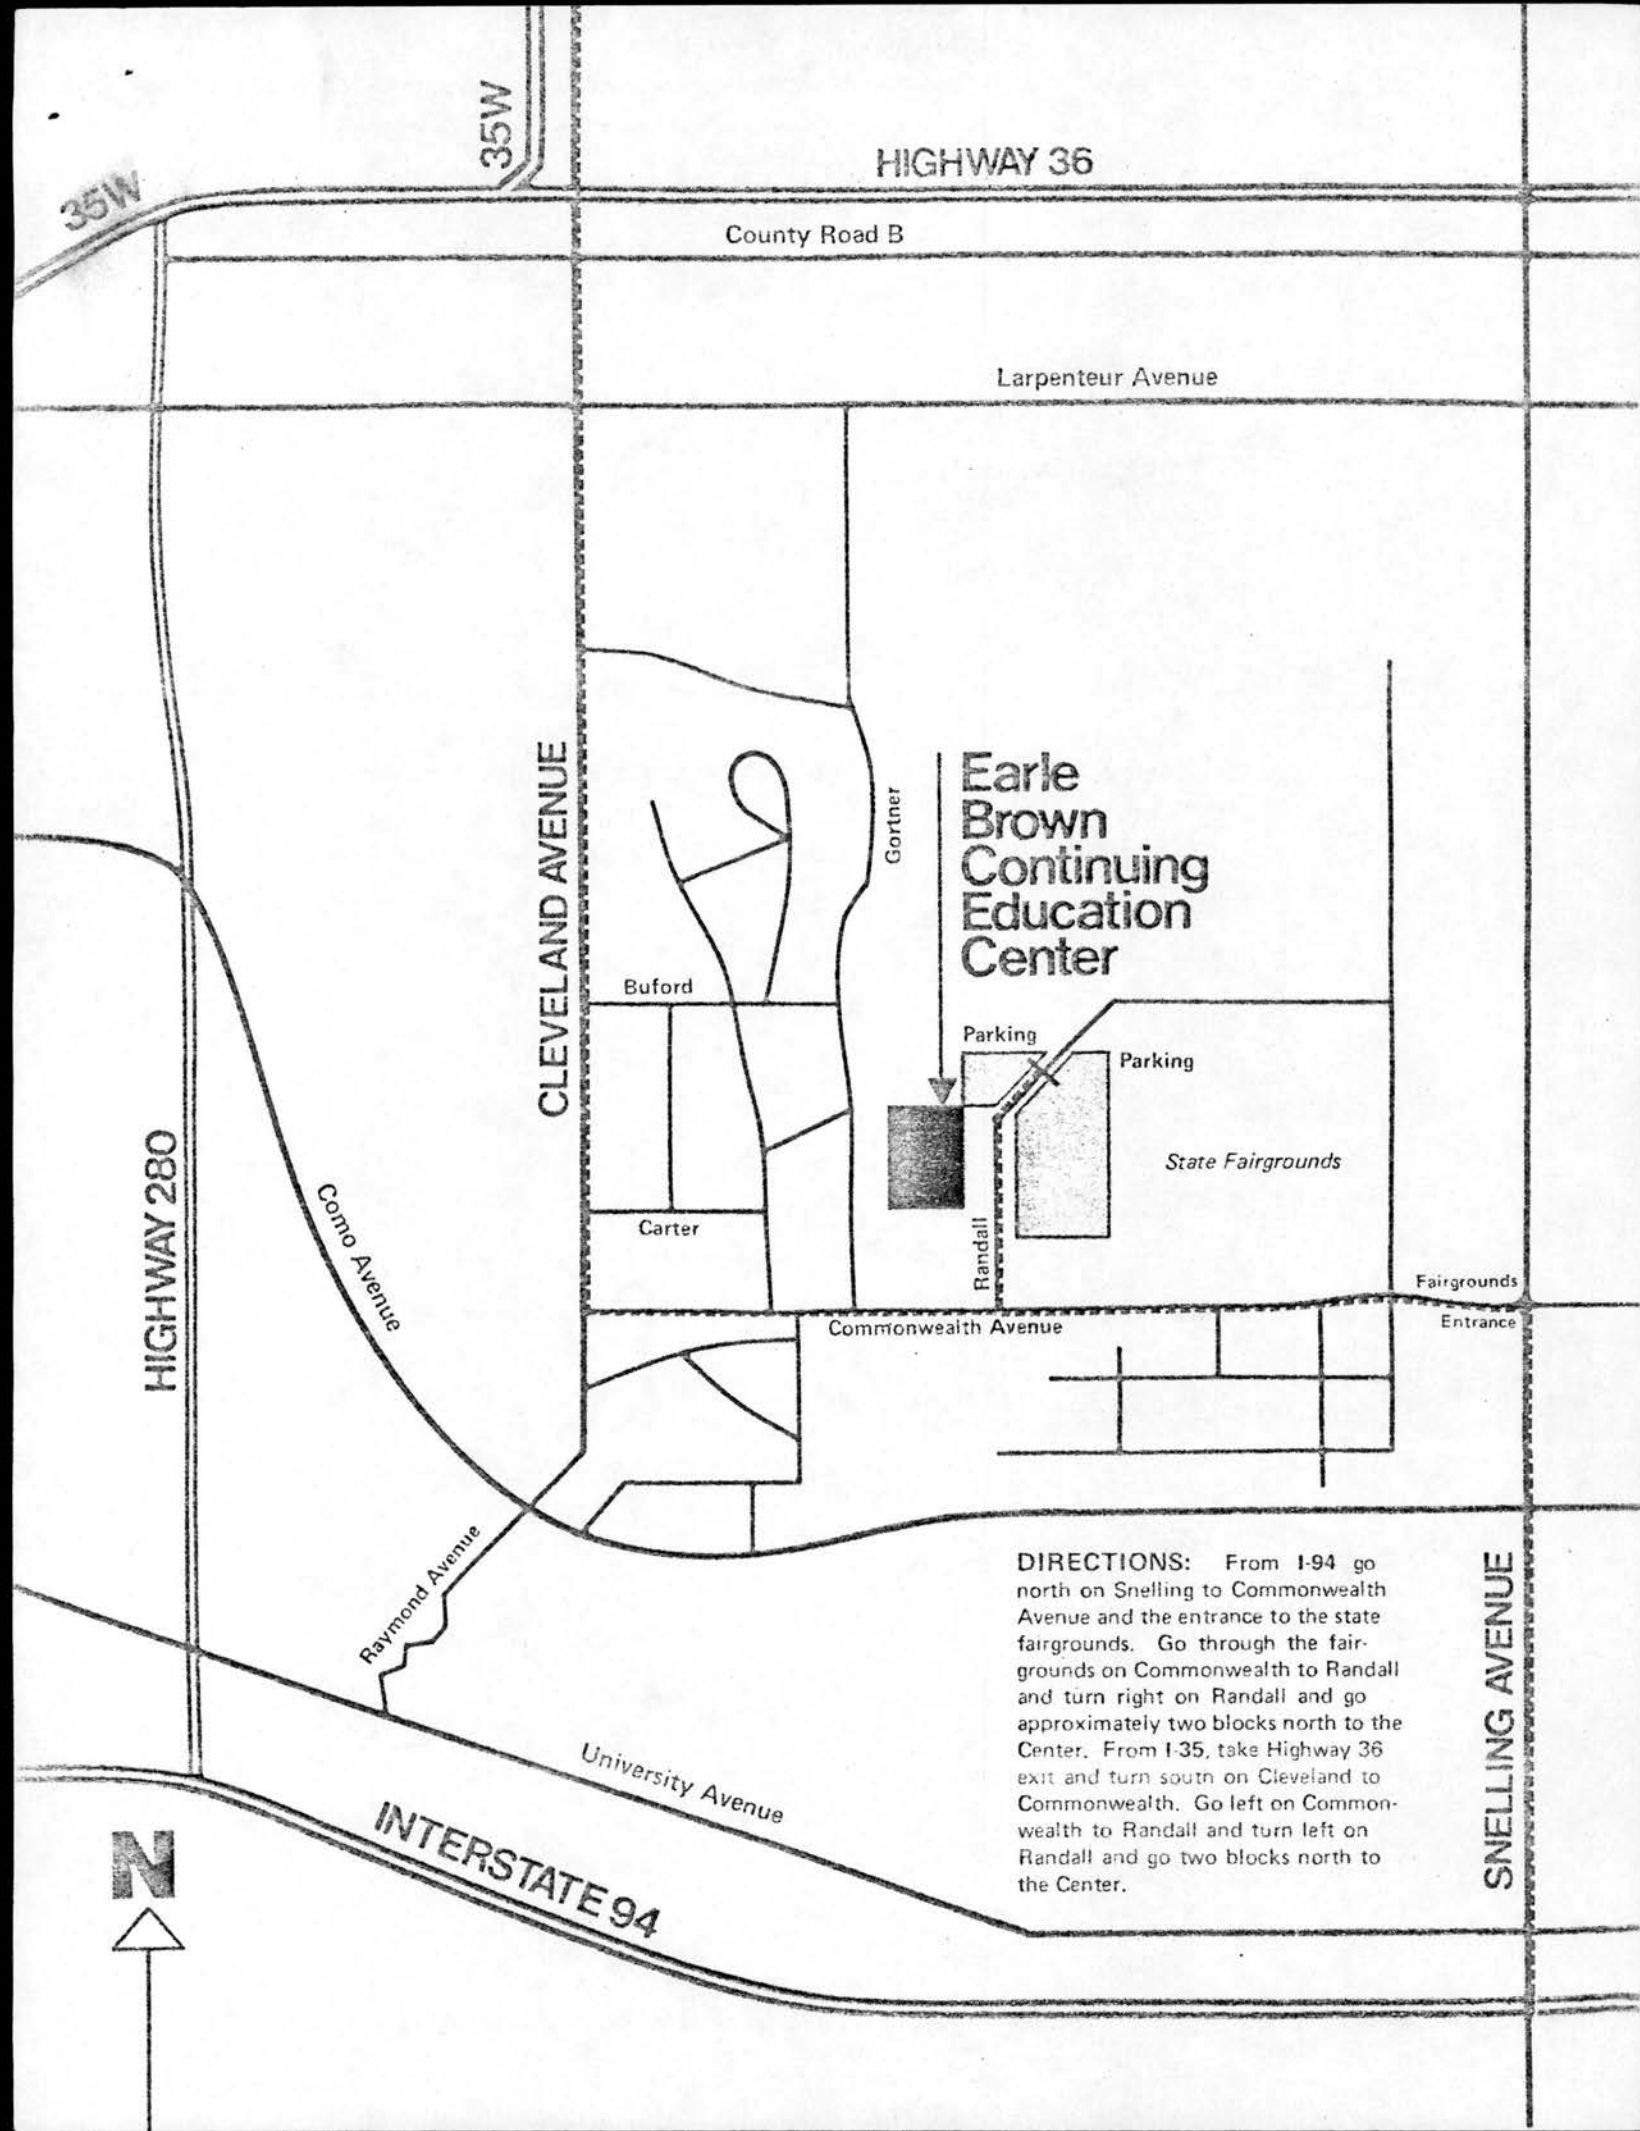 35W
35W
HIGHWAY 36
County Road B
Larpenteur Avenue
CLEVELAND AVENUE
Gortner
Earle
Brown
Continuing
Education
Center
Buford
Parking
Parking
State Fairgrounds
HIGHWAY 280
Como Avenue
Carter
Randall
Fairgrounds
Entrance
Commonwealth Avenue
Raymond Avenue
DIRECTIONS: From I-94 go
north on Snelling to Commonwealth
Avenue and the entrance to the state
fairgrounds. Go through the fair-
grounds on Commonwealth to Randall
and turn right on Randall and go
approximately two blocks north to the
Center. From I-35, take Highway 36
exit and turn south on Cleveland to
Commonwealth. Go left on Common-
wealth to Randall and turn left on
Randall and go two blocks north to
the Center.
SNELLING AVENUE
University Avenue
INTERSTATE 94
N